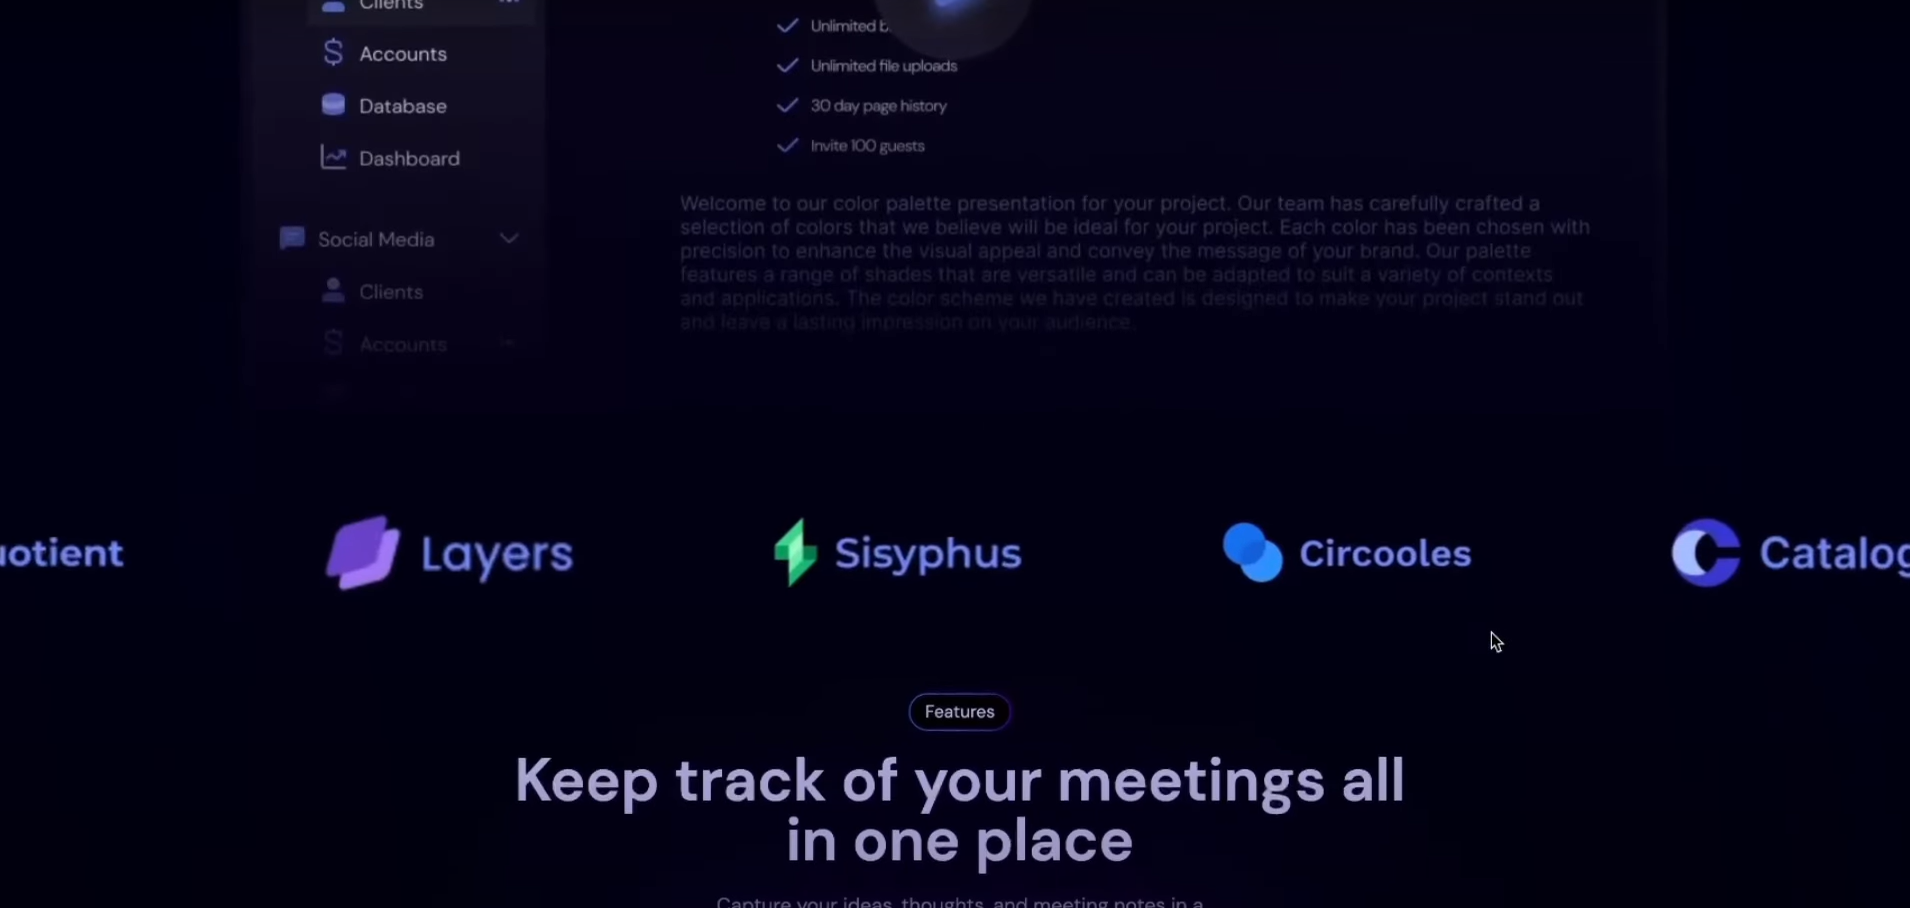 Clients
Accounts
Database
Dashboard
Social Media
Clients
Accounts
Unlimited
Unlimited file uploads
30 day page history
Invite 100 guests
Welcome to our color palette presentation for your project. Our team has carefully crafted a
selection of colors that we believe will be ideal for your project. Each color has been chosen with
precision to enhance the visual appeal and convey the message of your brand. Our palette
features a range of shades that are versatile and can be adapted to suit a variety of contexts
and applications. The color scheme we have created is designed to make your project stand out
and leave a lasting impression on your audience.
uotient
Layers
Sisyphus
Circooles
Catalog
Features
Keep track of your meetings all
in one place
Capture your ideas, thoughts, and meeting notes in a